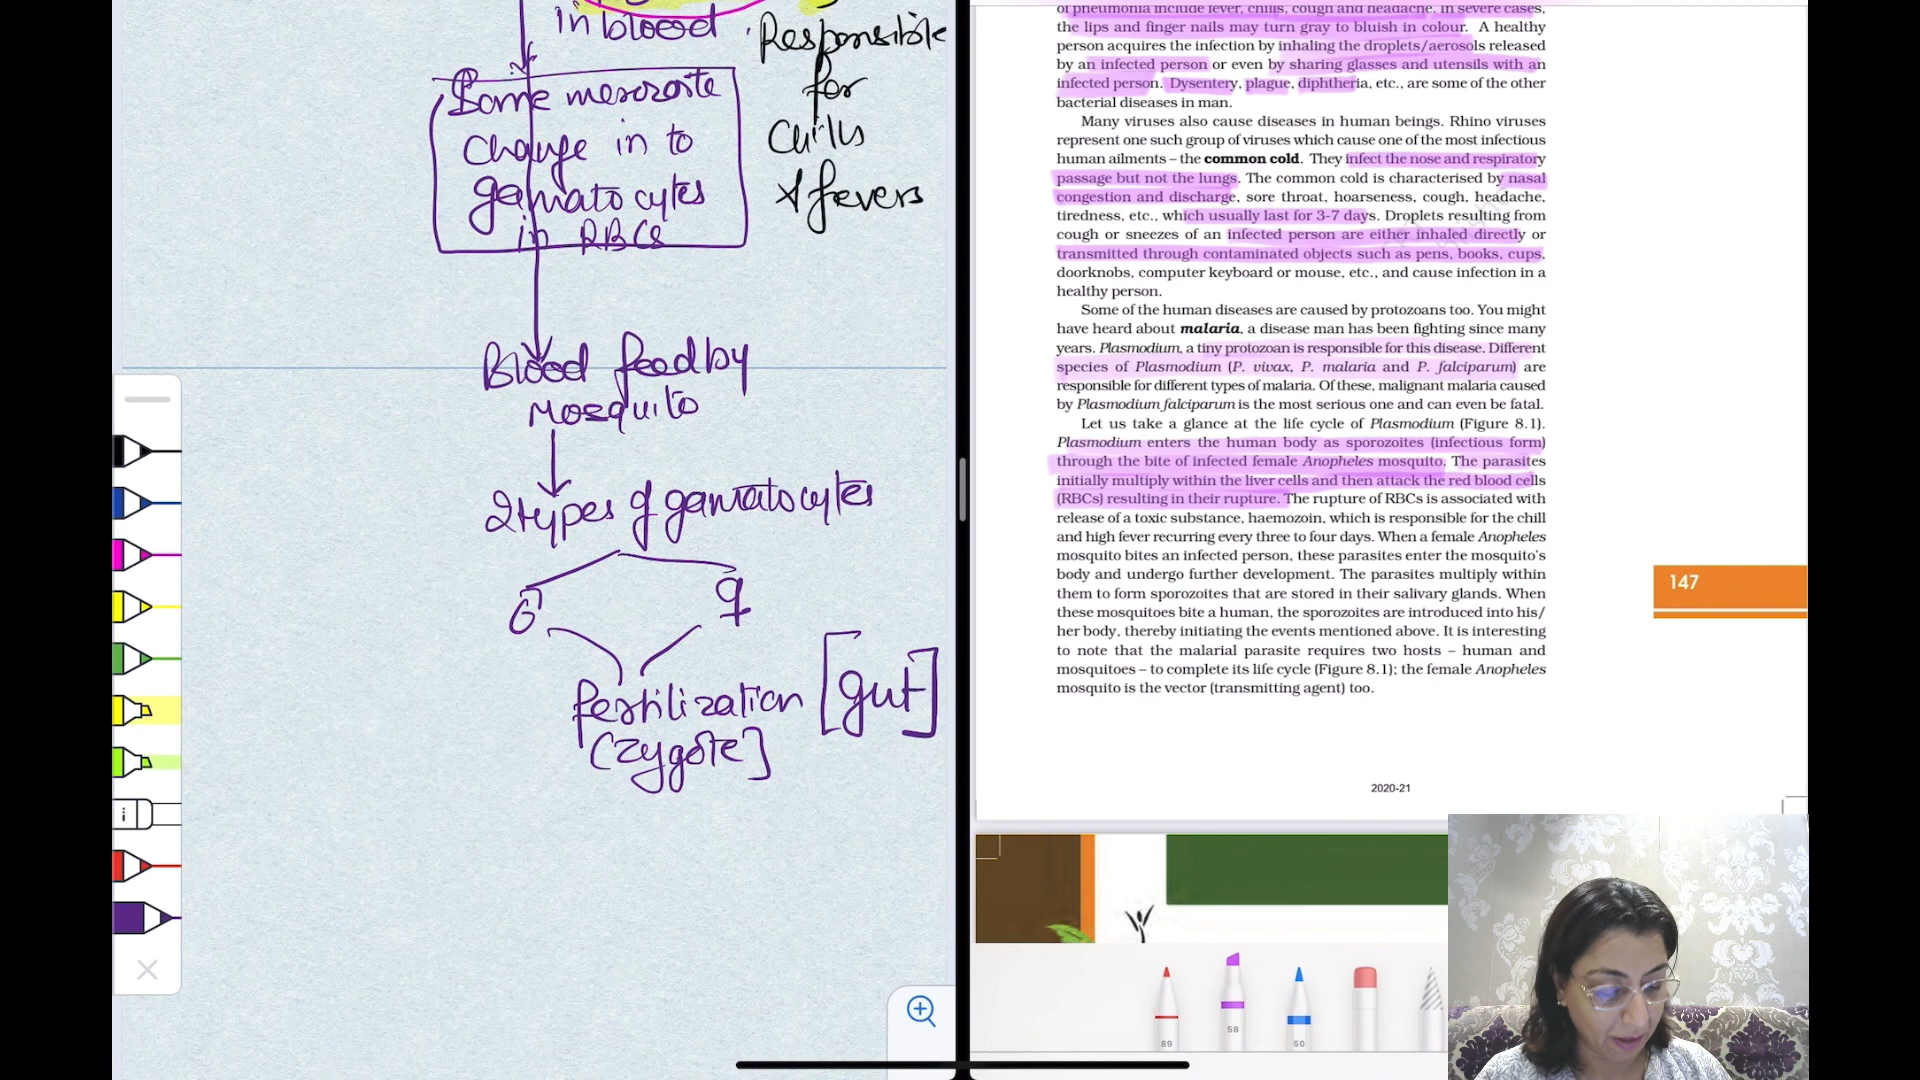 in blood
Responsible
for
Chills
& fevers
Some merozoite
change in to
gamatocytes
in RBCs
Blood feed by
Mosquito
2 types of gamatocytes
♂ ♀
fertilization [gut]
(zygote]
i
of pneumonia include fever, chills, cough and headache. In severe cases,
the lips and finger nails may turn gray to bluish in colour. A healthy
person acquires the infection by inhaling the droplets/aerosols released
by an infected person or even by sharing glasses and utensils with an
infected person. Dysentery, plague, diphtheria, etc., are some of the other
bacterial diseases in man.
Many viruses also cause diseases in human beings. Rhino viruses
represent one such group of viruses which cause one of the most infectious
human ailments – the common cold. They infect the nose and respiratory
passage but not the lungs. The common cold is characterised by nasal
congestion and discharge, sore throat, hoarseness, cough, headache,
tiredness, etc., which usually last for 3-7 days. Droplets resulting from
cough or sneezes of an infected person are either inhaled directly or
transmitted through contaminated objects such as pens, books, cups,
doorknobs, computer keyboard or mouse, etc., and cause infection in a
healthy person.
Some of the human diseases are caused by protozoans too. You might
have heard about malaria, a disease man has been fighting since many
years. Plasmodium, a tiny protozoan is responsible for this disease. Different
species of Plasmodium (P. vivax, P. malaria and P. falciparum) are
responsible for different types of malaria. Of these, malignant malaria caused
by Plasmodium falciparum is the most serious one and can even be fatal.
Let us take a glance at the life cycle of Plasmodium (Figure 8.1).
Plasmodium enters the human body as sporozoites (infectious form)
through the bite of infected female Anopheles mosquito. The parasites
initially multiply within the liver cells and then attack the red blood cells
(RBCs) resulting in their rupture. The rupture of RBCs is associated with
release of a toxic substance, haemozoin, which is responsible for the chill
and high fever recurring every three to four days. When a female Anopheles
mosquito bites an infected person, these parasites enter the mosquito's
body and undergo further development. The parasites multiply within
them to form sporozoites that are stored in their salivary glands. When
these mosquitoes bite a human, the sporozoites are introduced into his/
her body, thereby initiating the events mentioned above. It is interesting
to note that the malarial parasite requires two hosts – human and
mosquitoes – to complete its life cycle (Figure 8.1); the female Anopheles
mosquito is the vector (transmitting agent) too.
147
2020-21
89
58
50